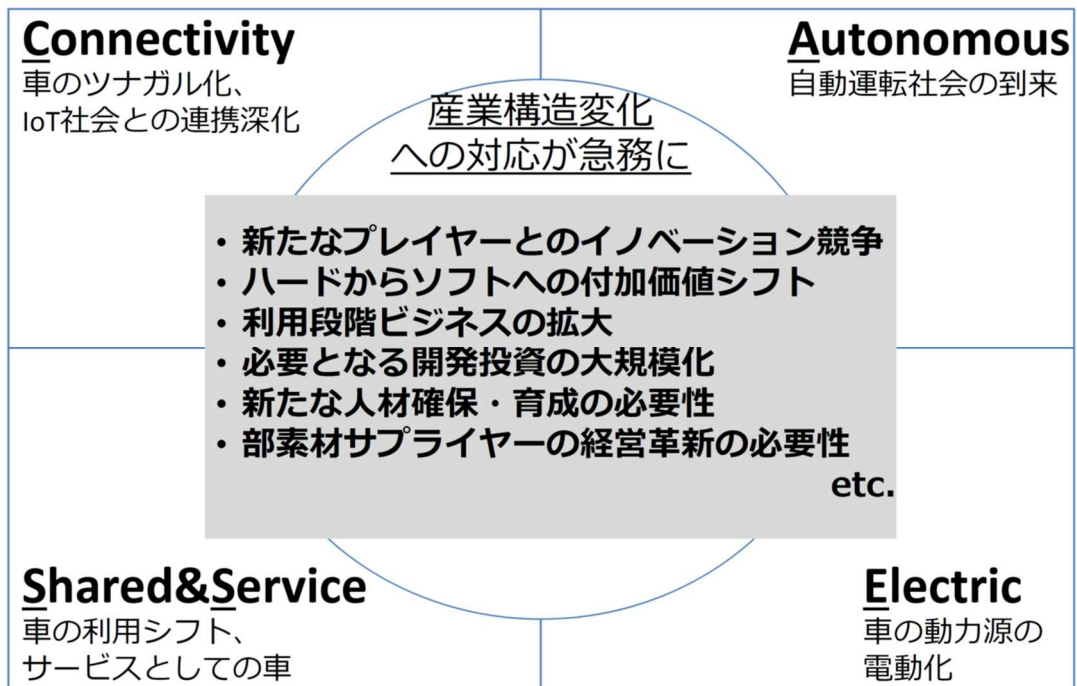 Connectivity
車のツナガル化、
IoT社会との連携深化
Autonomous
自動運転社会の到来
産業構造変化
への対応が急務に
• 新たなプレイヤーとのイノベーション競争
• ハードからソフトへの付加価値シフト
• 利用段階ビジネスの拡大
• 必要となる開発投資の大規模化
• 新たな人材確保・育成の必要性
• 部素材サプライヤーの経営革新の必要性
etc.
Shared&Service
車の利用シフト、
サービスとしての車
Electric
車の動力源の
電動化